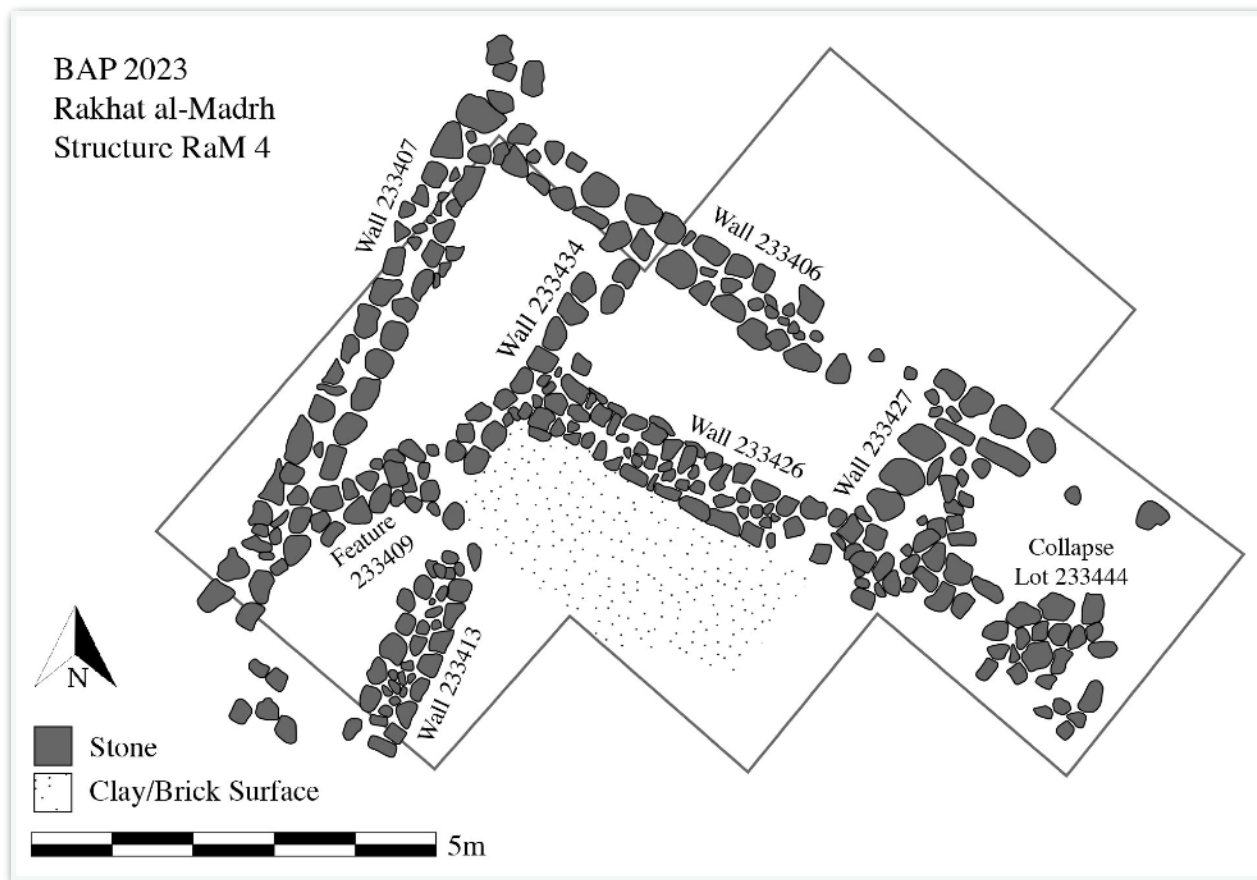 BAP 2023
Rakhat al-Madrh
Structure RaM 4
Wall 233407
Wall 233406
Wall 233434
Wall 233427
Wall 233426
Feature
233409
Collapse
Lot 233444
Wall 233413
N
Stone
Clay/Brick Surface
5m